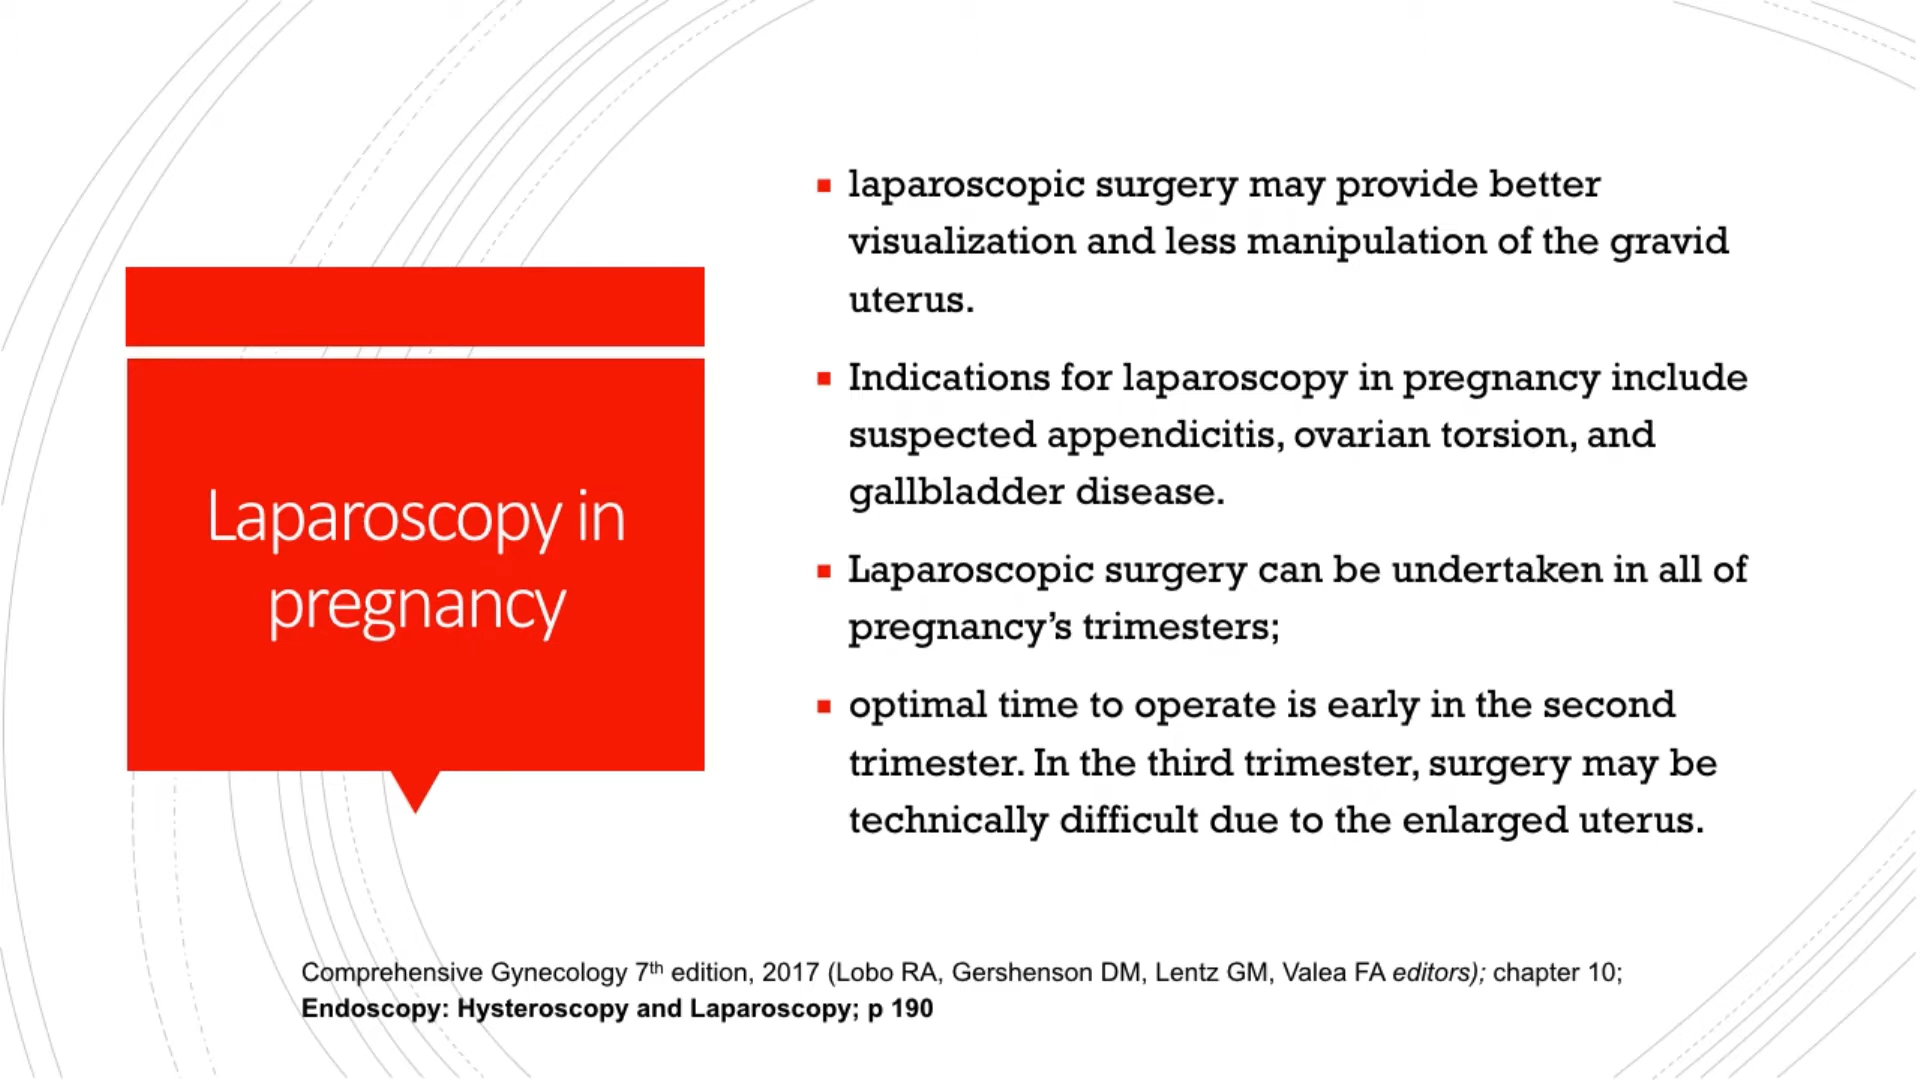 Laparoscopy in
pregnancy
laparoscopic surgery may provide better
visualization and less manipulation of the gravid
uterus.
Indications for laparoscopy in pregnancy include
suspected appendicitis, ovarian torsion, and
gallbladder disease.
Laparoscopic surgery can be undertaken in all of
pregnancy’s trimesters;
optimal time to operate is early in the second
trimester. In the third trimester, surgery may be
technically difficult due to the enlarged uterus.
Comprehensive Gynecology 7th edition, 2017 (Lobo RA, Gershenson DM, Lentz GM, Valea FA editors); chapter 10;
Endoscopy: Hysteroscopy and Laparoscopy; p 190